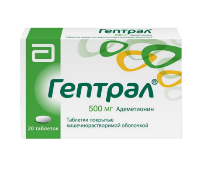 Гептрал®
500 мг Адеметионин
Таблетки покрытые
кишечнорастворимой оболочкой
20 таблеток